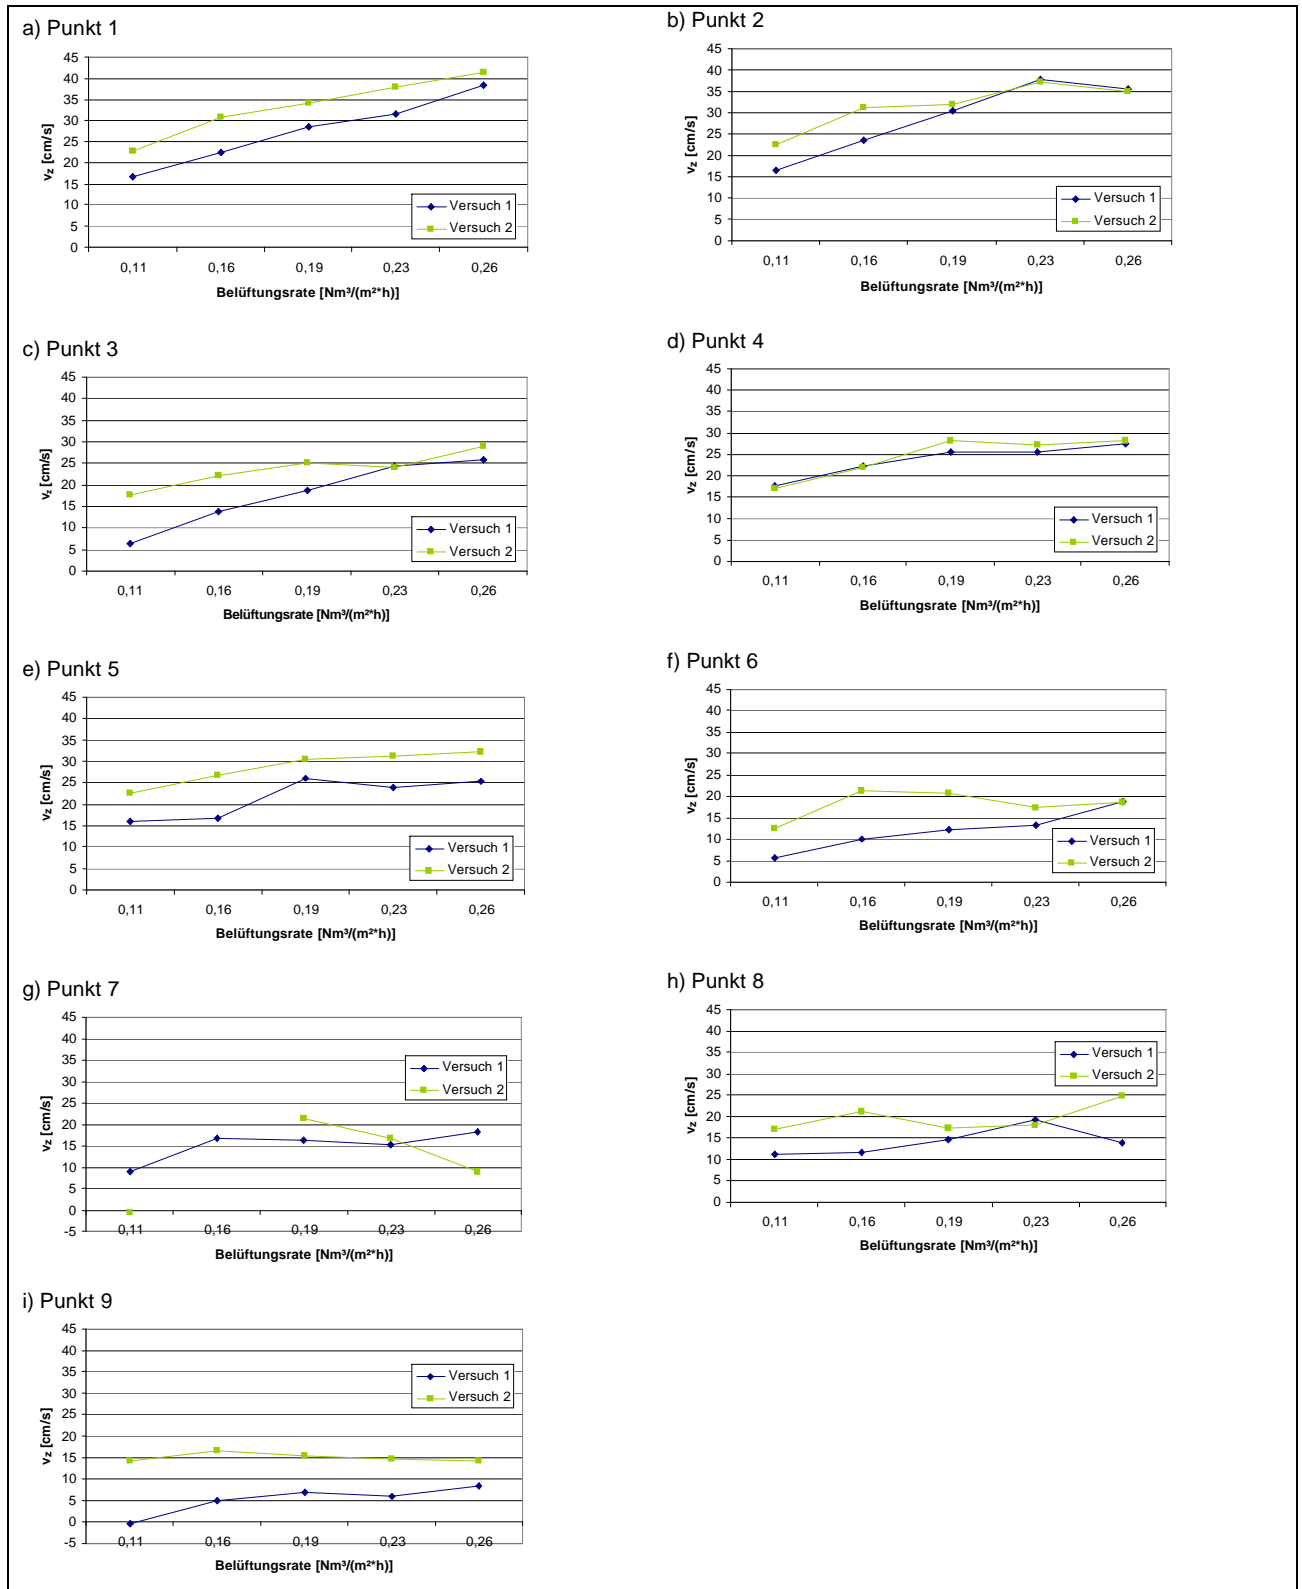 a) Punkt 1
45
40
35
30
25
20
15
10
5
0
v_z [cm/s]
Versuch 1
Versuch 2
0,11 0,16 0,19 0,23 0,26
Belüftungsrate [Nm³/(m²*h)]
b) Punkt 2
45
40
35
30
25
20
15
10
5
0
v_z [cm/s]
Versuch 1
Versuch 2
0,11 0,16 0,19 0,23 0,26
Belüftungsrate [Nm³/(m²*h)]
c) Punkt 3
45
40
35
30
25
20
15
10
5
0
v_z [cm/s]
Versuch 1
Versuch 2
0,11 0,16 0,19 0,23 0,26
Belüftungsrate [Nm³/(m²*h)]
d) Punkt 4
45
40
35
30
25
20
15
10
5
0
v_z [cm/s]
Versuch 1
Versuch 2
0,11 0,16 0,19 0,23 0,26
Belüftungsrate [Nm³/(m²*h)]
e) Punkt 5
45
40
35
30
25
20
15
10
5
0
v_z [cm/s]
Versuch 1
Versuch 2
0,11 0,16 0,19 0,23 0,26
Belüftungsrate [Nm³/(m²*h)]
f) Punkt 6
45
40
35
30
25
20
15
10
5
0
v_z [cm/s]
Versuch 1
Versuch 2
0,11 0,16 0,19 0,23 0,26
Belüftungsrate [Nm³/(m²*h)]
g) Punkt 7
45
40
35
30
25
20
15
10
5
0
-5
v_z [cm/s]
Versuch 1
Versuch 2
0,11 0,16 0,19 0,23 0,26
Belüftungsrate [Nm³/(m²*h)]
h) Punkt 8
45
40
35
30
25
20
15
10
5
0
v_z [cm/s]
Versuch 1
Versuch 2
0,11 0,16 0,19 0,23 0,26
Belüftungsrate [Nm³/(m²*h)]
i) Punkt 9
45
40
35
30
25
20
15
10
5
0
-5
v_z [cm/s]
Versuch 1
Versuch 2
0,11 0,16 0,19 0,23 0,26
Belüftungsrate [Nm³/(m²*h)]